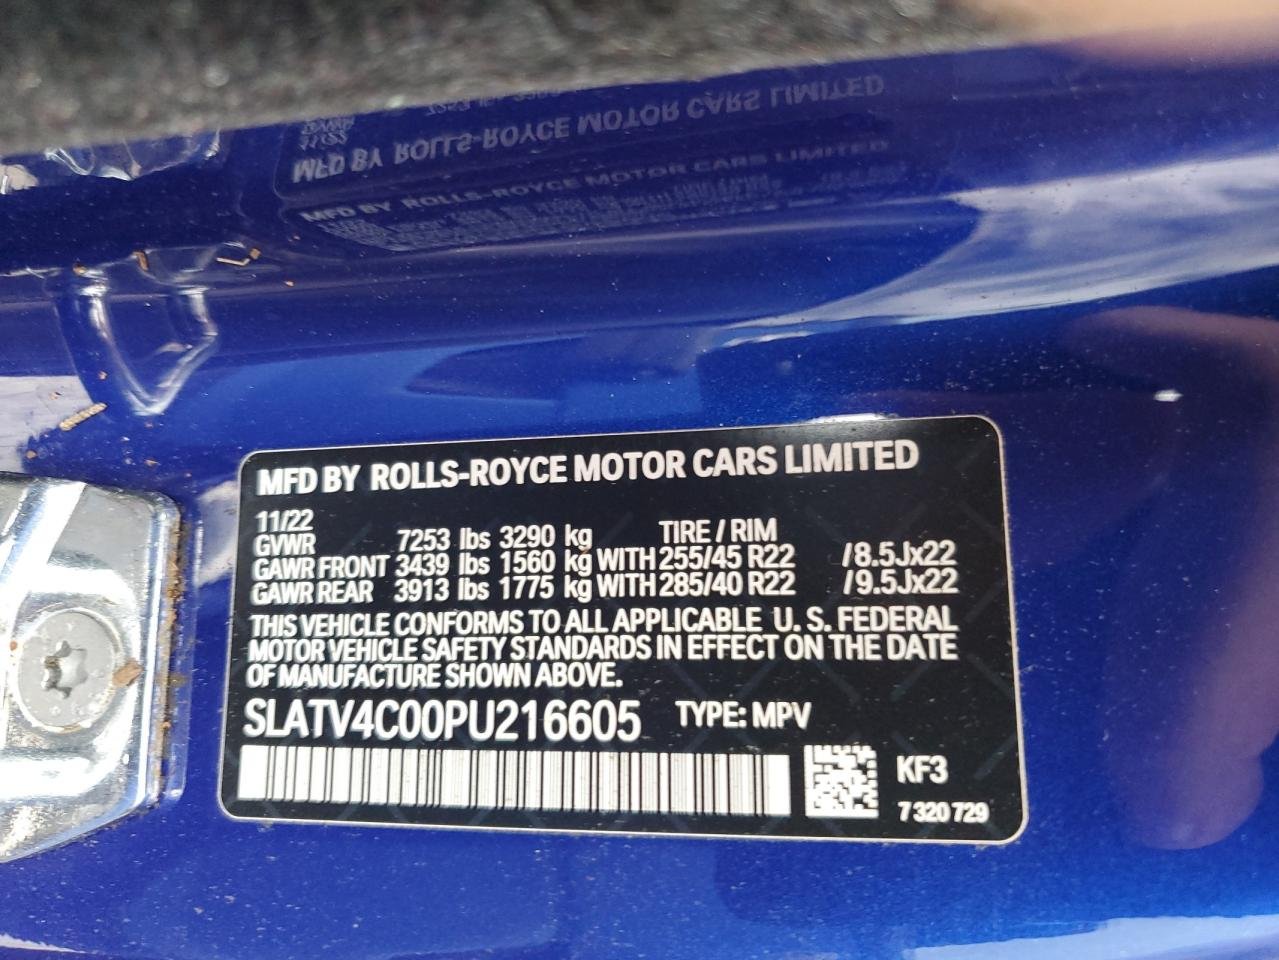 MFD BY ROLLS-ROYCE MOTOR CARS LIMITED
11/22
GVWR 7253 lbs 3290 kg TIRE / RIM
GAWR FRONT 3439 lbs 1560 kg WITH 255/45 R22 /8.5Jx22
GAWR REAR 3913 lbs 1775 kg WITH 285/40 R22 /9.5Jx22
THIS VEHICLE CONFORMS TO ALL APPLICABLE U. S. FEDERAL
MOTOR VEHICLE SAFETY STANDARDS IN EFFECT ON THE DATE
OF MANUFACTURE SHOWN ABOVE.
SLATV4C00PU216605 TYPE: MPV
KF3
7 320 729